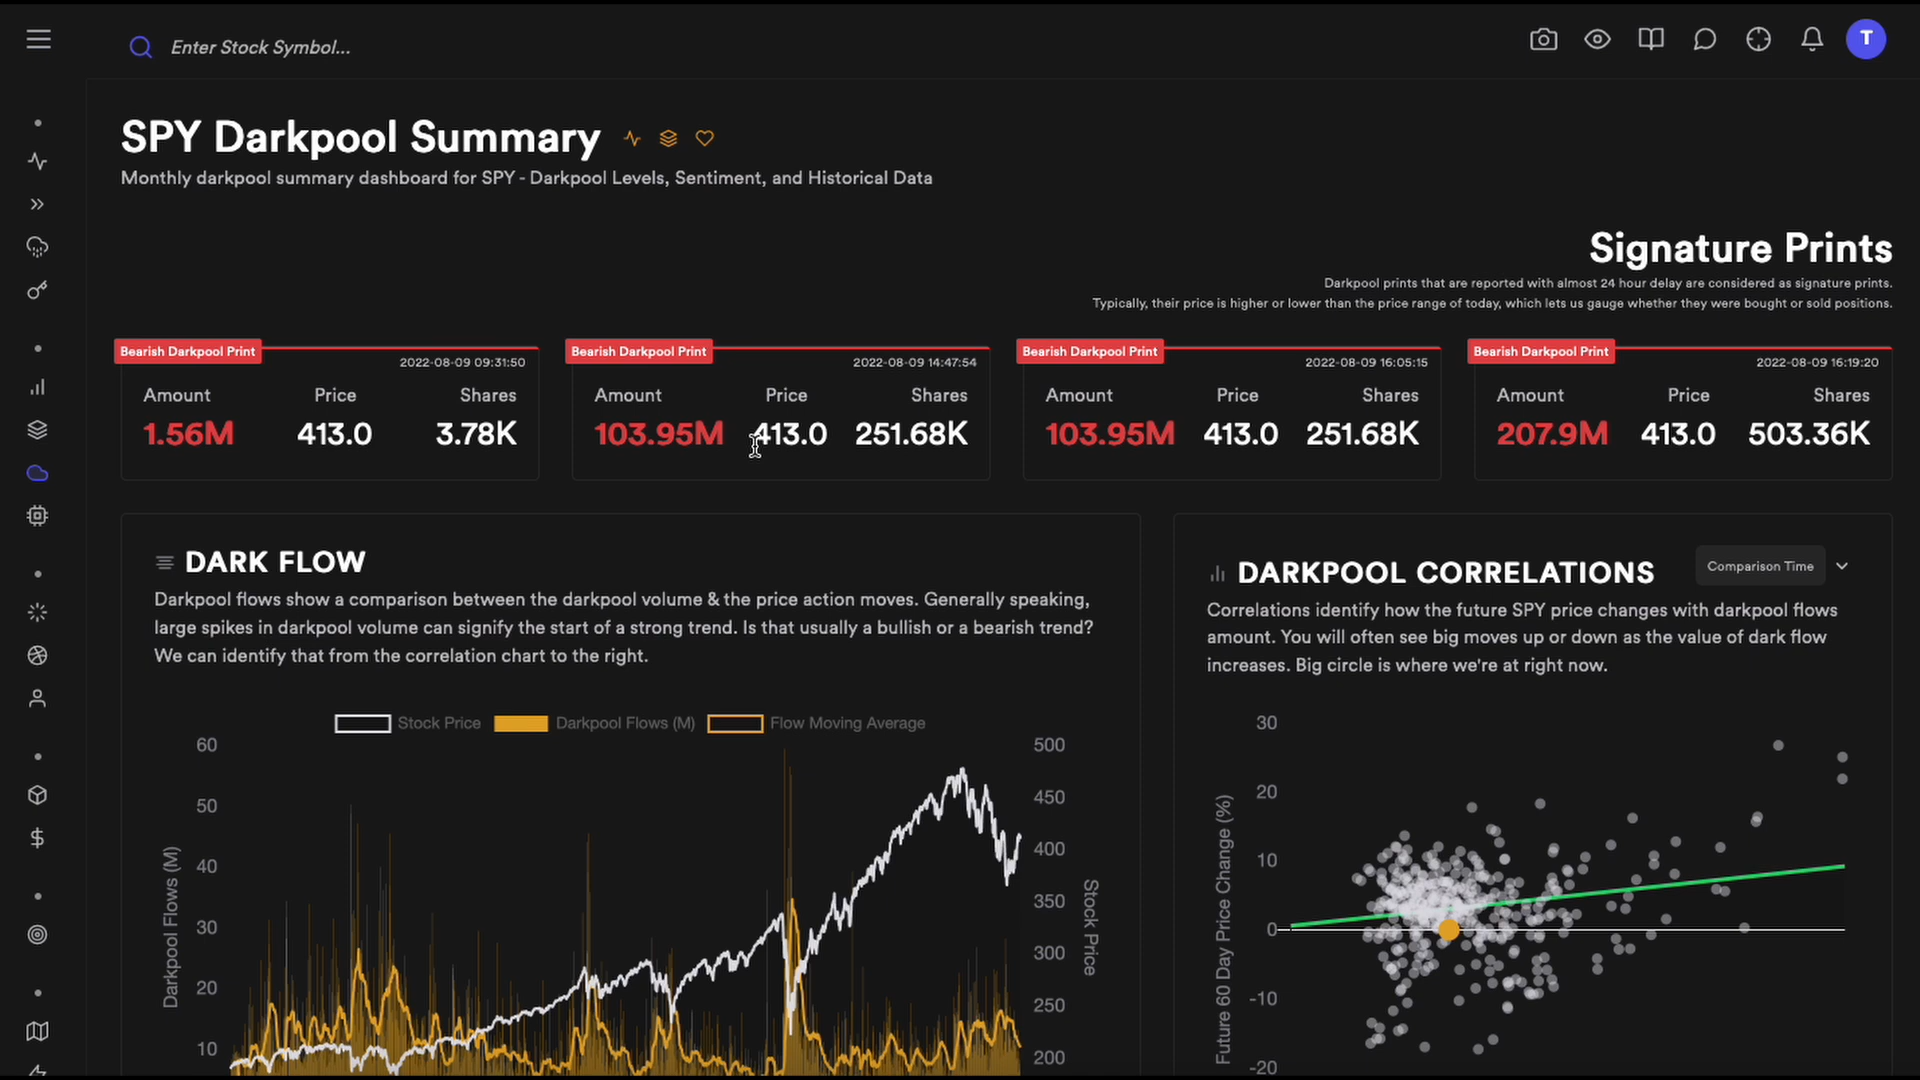 Enter Stock Symbol...
T
SPY Darkpool Summary
Monthly darkpool summary dashboard for SPY - Darkpool Levels, Sentiment, and Historical Data
Signature Prints
Darkpool prints that are reported with almost 24 hour delay are considered as signature prints.
Typically, their price is higher or lower than the price range of today, which lets us gauge whether they were bought or sold positions.
Bearish Darkpool Print
2022-08-09 09:31:50
Amount Price Shares
1.56M 413.0 3.78K
Bearish Darkpool Print
2022-08-09 14:47:54
Amount Price Shares
103.95M 413.0 251.68K
Bearish Darkpool Print
2022-08-09 16:05:15
Amount Price Shares
103.95M 413.0 251.68K
Bearish Darkpool Print
2022-08-09 16:19:20
Amount Price Shares
207.9M 413.0 503.36K
DARK FLOW
Darkpool flows show a comparison between the darkpool volume & the price action moves. Generally speaking,
large spikes in darkpool volume can signify the start of a strong trend. Is that usually a bullish or a bearish trend?
We can identify that from the correlation chart to the right.
Stock Price Darkpool Flows (M) Flow Moving Average
60
50
40
30
20
10
Darkpool Flows (M)
500
450
400
350
300
250
200
Stock Price
DARKPOOL CORRELATIONS
Comparison Time
Correlations identify how the future SPY price changes with darkpool flows
amount. You will often see big moves up or down as the value of dark flow
increases. Big circle is where we're at right now.
30
20
10
0
-10
-20
Future 60 Day Price Change (%)